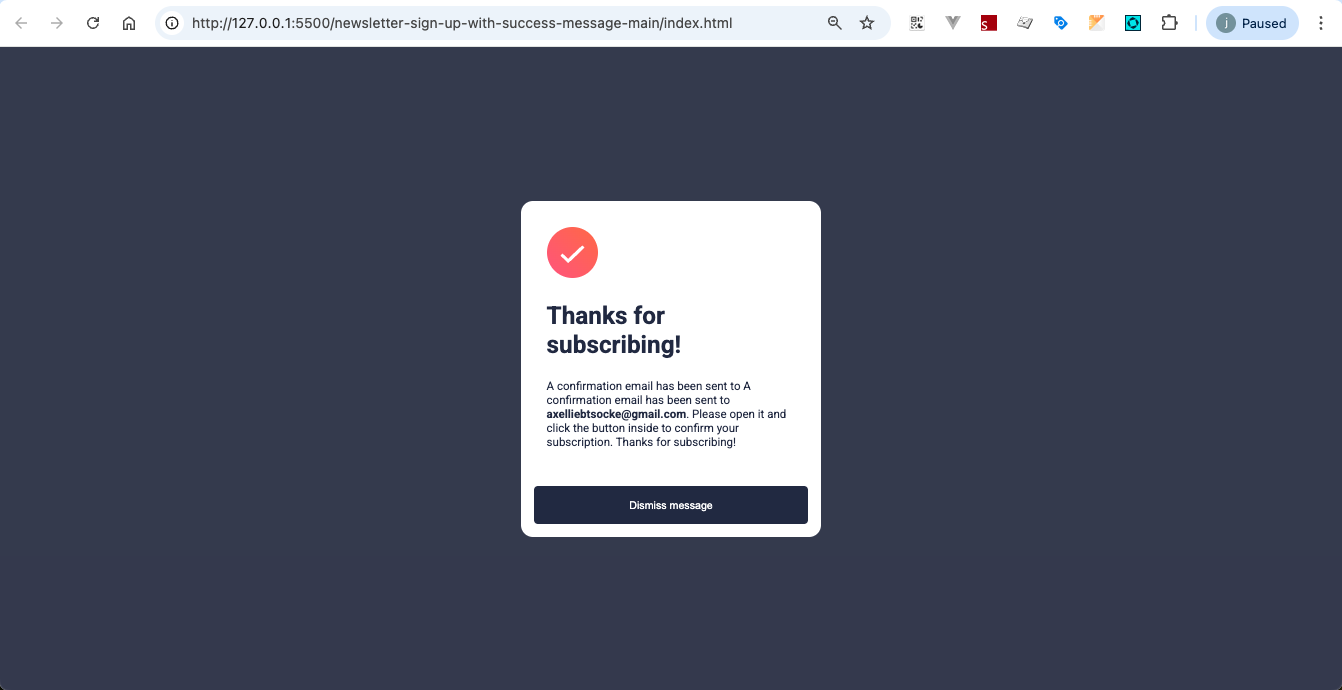 http://127.0.0.1:5500/newsletter-sign-up-with-success-message-main/index.html
S
j
Paused
Thanks for
subscribing!
A confirmation email has been sent to A
confirmation email has been sent to
axelliebtsocke@gmail.com. Please open it and
click the button inside to confirm your
subscription. Thanks for subscribing!
Dismiss message